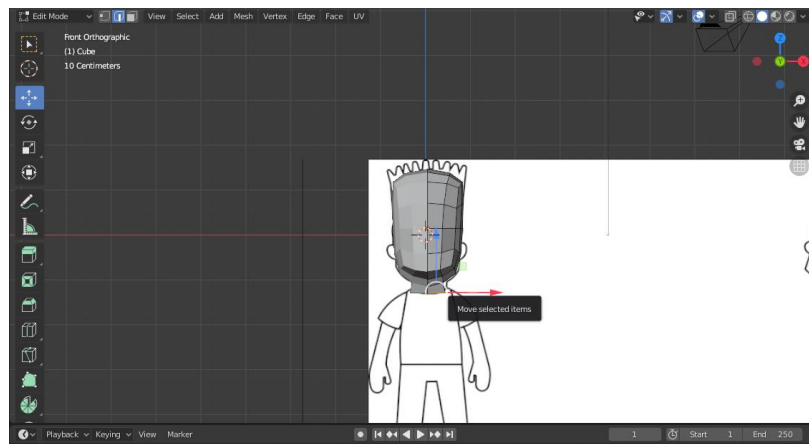 Edit Mode View Select Add Mesh Vertex Edge Face UV
Front Orthographic
(1) Cube
10 Centimeters
Z
Y
X
Move selected items
Playback Keying View Marker 1 Start 1 End 250